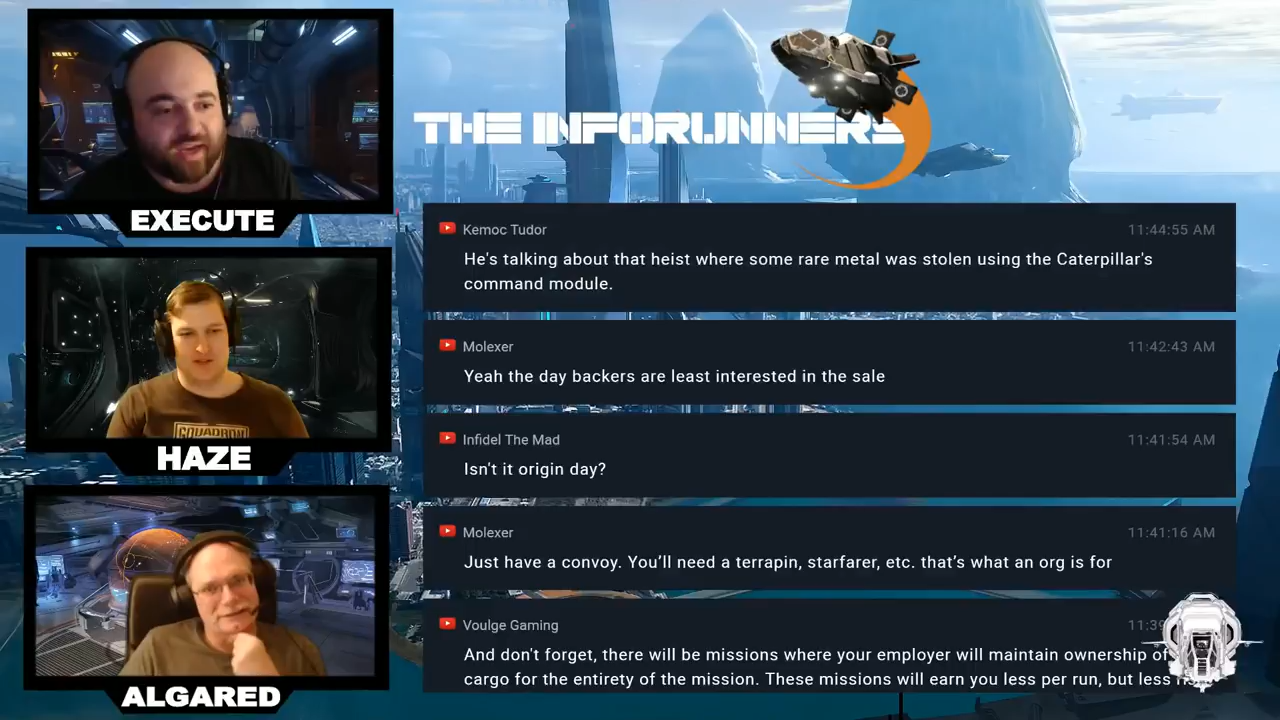 THE INFORUNNERS
EXECUTE
Kemoc Tudor 11:44:55 AM
He's talking about that heist where some rare metal was stolen using the Caterpillar's
command module.
Molexer 11:42:43 AM
Yeah the day backers are least interested in the sale
SQUADRON
HAZE
Infidel The Mad 11:41:54 AM
Isn't it origin day?
Molexer 11:41:16 AM
Just have a convoy. You’ll need a terrapin, starfarer, etc. that’s what an org is for
ALGARED
Voulge Gaming
And don't forget, there will be missions where your employer will maintain ownership of
cargo for the entirety of the mission. These missions will earn you less per run, but less